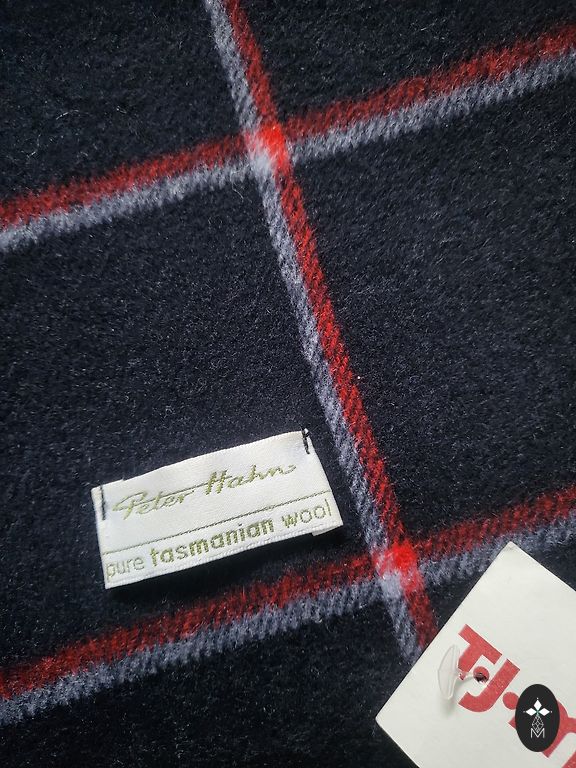 Peter Hahn
pure tasmanian wool
T·J·m